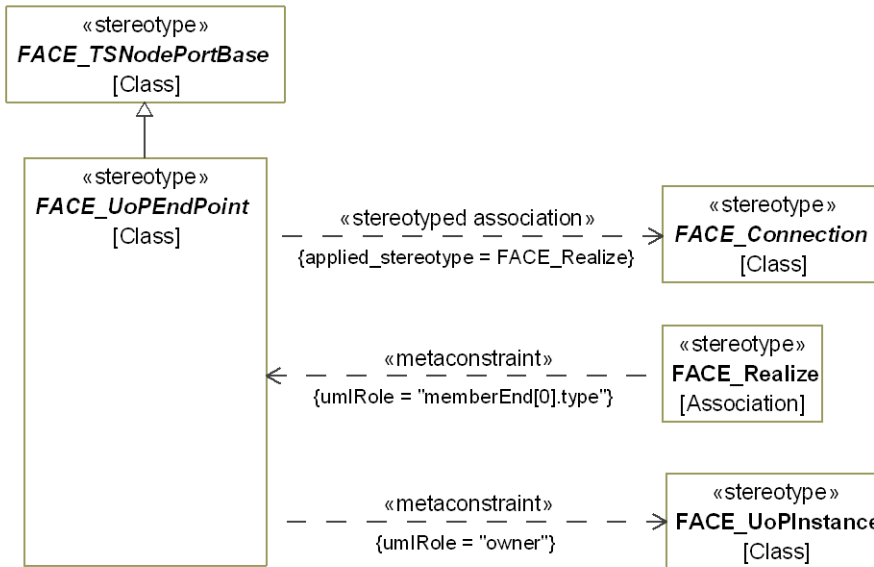 «stereotype»
FACE_TSNodePortBase
[Class]
«stereotype»
FACE_UoPEndPoint
[Class]
«stereotyped association»
{applied_stereotype = FACE_Realize}
«stereotype»
FACE_Connection
[Class]
«metaconstraint»
{umlRole = "memberEnd[0].type"}
«stereotype»
FACE_Realize
[Association]
«metaconstraint»
{umlRole = "owner"}
«stereotype»
FACE_UoPInstance
[Class]